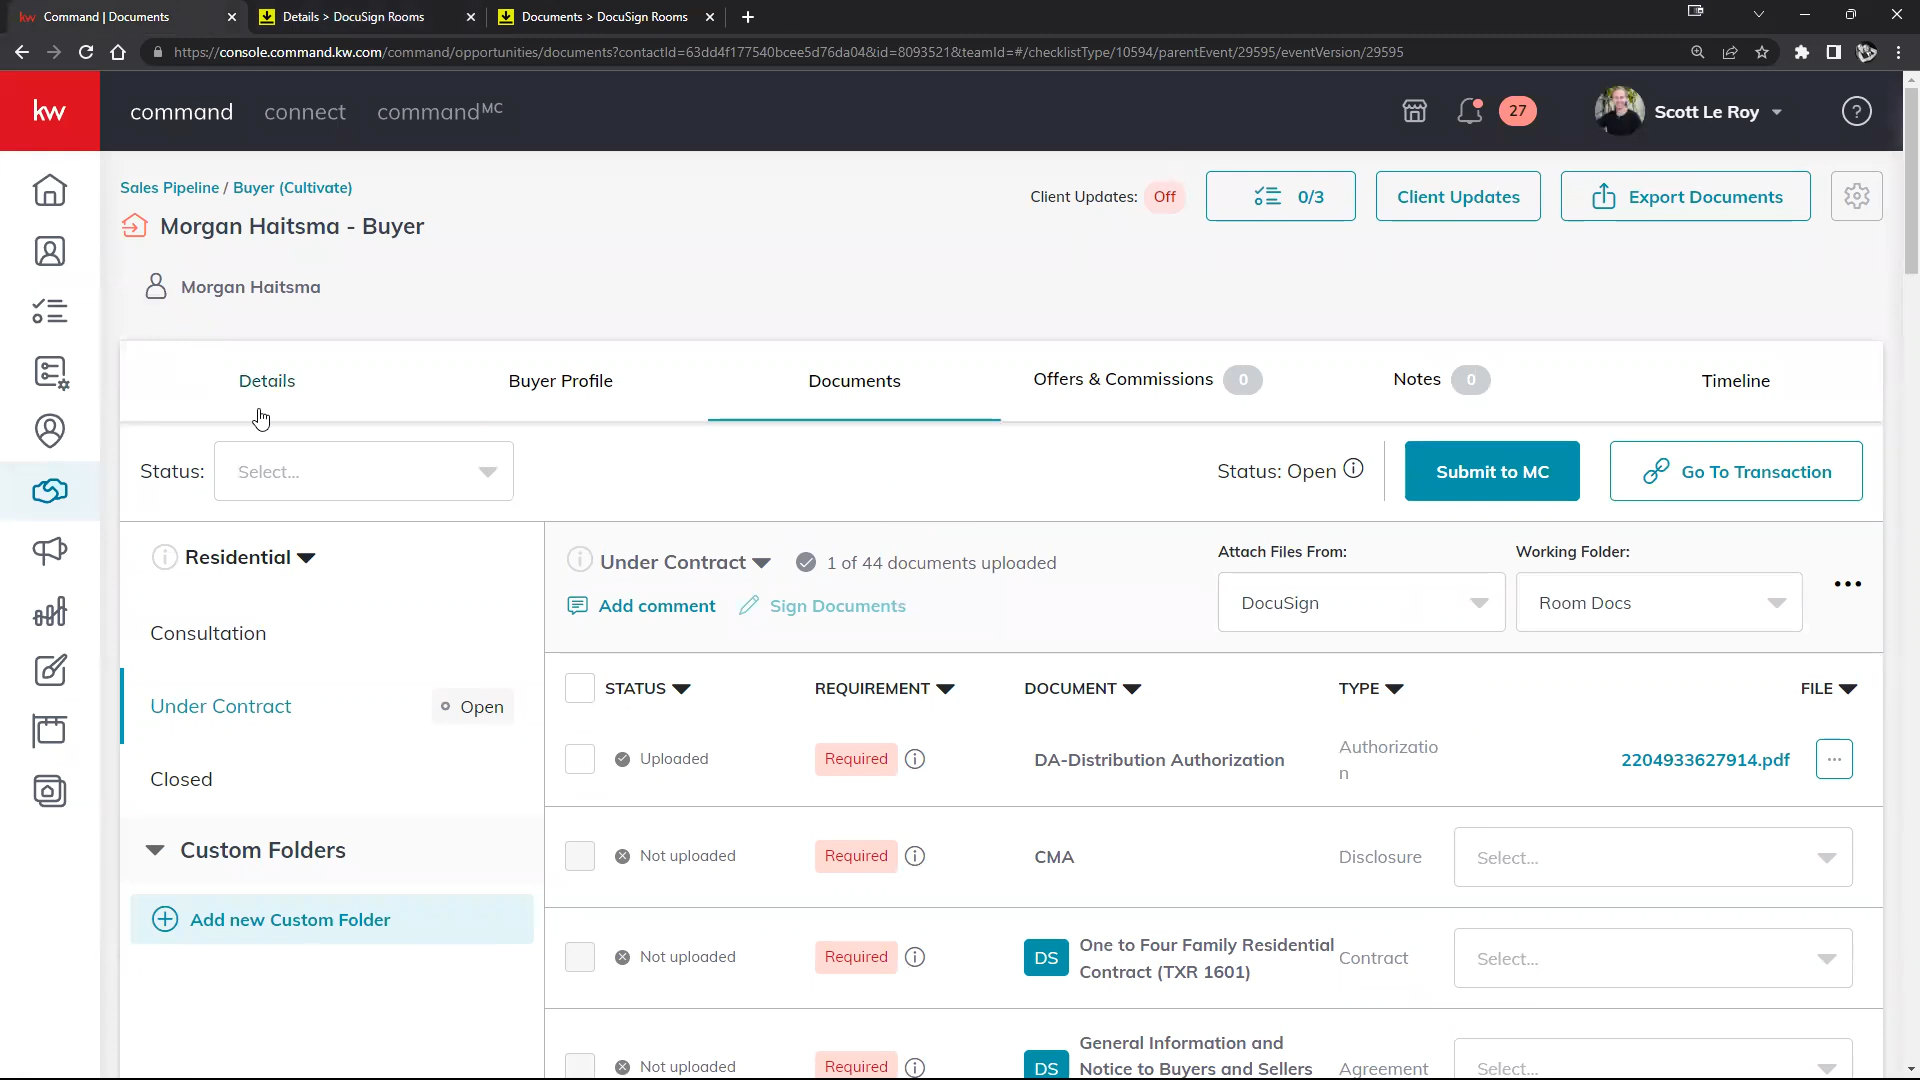 kw Command | Documents
Details > DocuSign Rooms
Documents > DocuSign Rooms
https://console.command.kw.com/command/opportunities/documents?contactId=63dd4f177540bcee5d76da04&id=8093521&teamId=#/checklistType/10594/parentEvent/29595/eventVersion/29595
kw
command
connect
commandMC
27
Scott Le Roy
Sales Pipeline / Buyer (Cultivate)
Morgan Haitsma - Buyer
Client Updates: Off
0/3
Client Updates
Export Documents
Morgan Haitsma
Details
Buyer Profile
Documents
Offers & Commissions 0
Notes 0
Timeline
Status: Select...
Status: Open
Submit to MC
Go To Transaction
Residential
Consultation
Under Contract
Open
Closed
Custom Folders
Add new Custom Folder
Under Contract
1 of 44 documents uploaded
Add comment
Sign Documents
Attach Files From:
DocuSign
Working Folder:
Room Docs
STATUS REQUIREMENT DOCUMENT TYPE FILE
Uploaded Required DA-Distribution Authorization Authorizatio
n
2204933627914.pdf
Not uploaded Required CMA Disclosure Select...
Not uploaded Required DS One to Four Family Residential
Contract (TXR 1601)
Contract Select...
Not uploaded Required DS General Information and
Notice to Buyers and Sellers
Agreement Select...